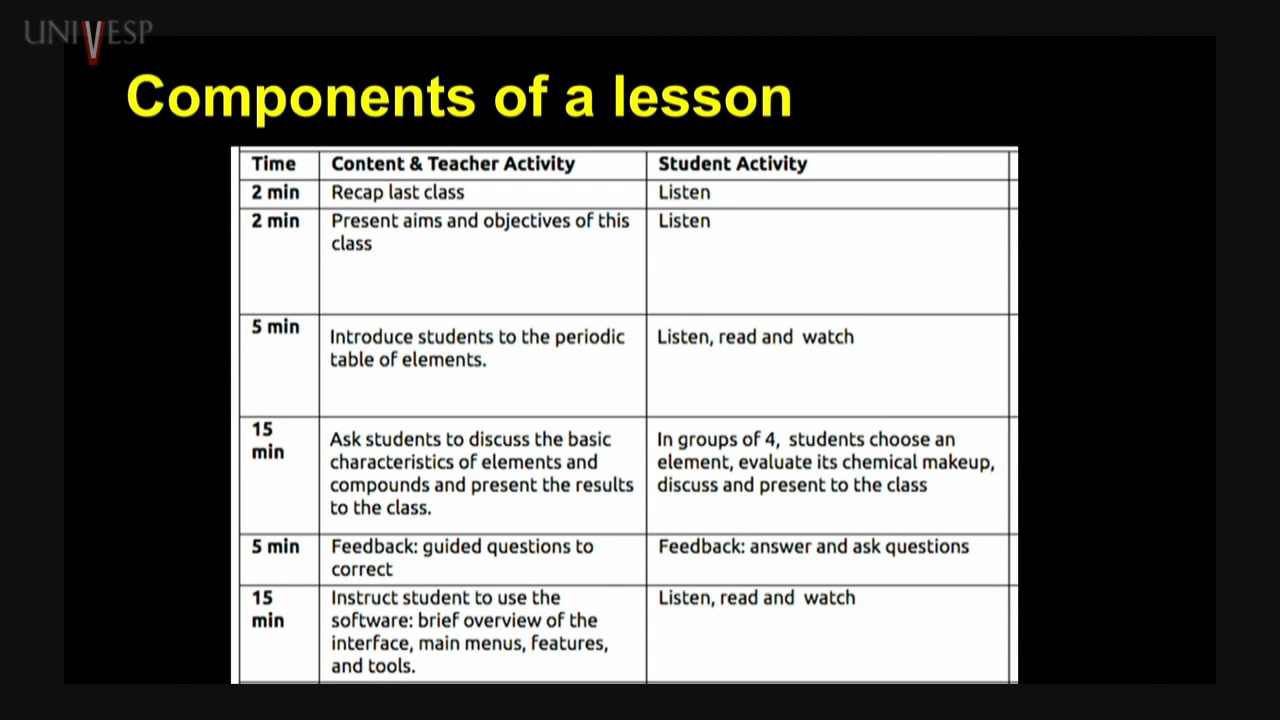 UNIVESP
Components of a lesson
Time Content & Teacher Activity Student Activity
2 min Recap last class Listen
2 min Present aims and objectives of this Listen
class
5 min Introduce students to the periodic Listen, read and watch
table of elements.
15 Ask students to discuss the basic In groups of 4, students choose an
min characteristics of elements and element, evaluate its chemical makeup,
compounds and present the results discuss and present to the class
to the class.
5 min Feedback: guided questions to Feedback: answer and ask questions
correct
15 Instruct student to use the Listen, read and watch
min software: brief overview of the
interface, main menus, features,
and tools.